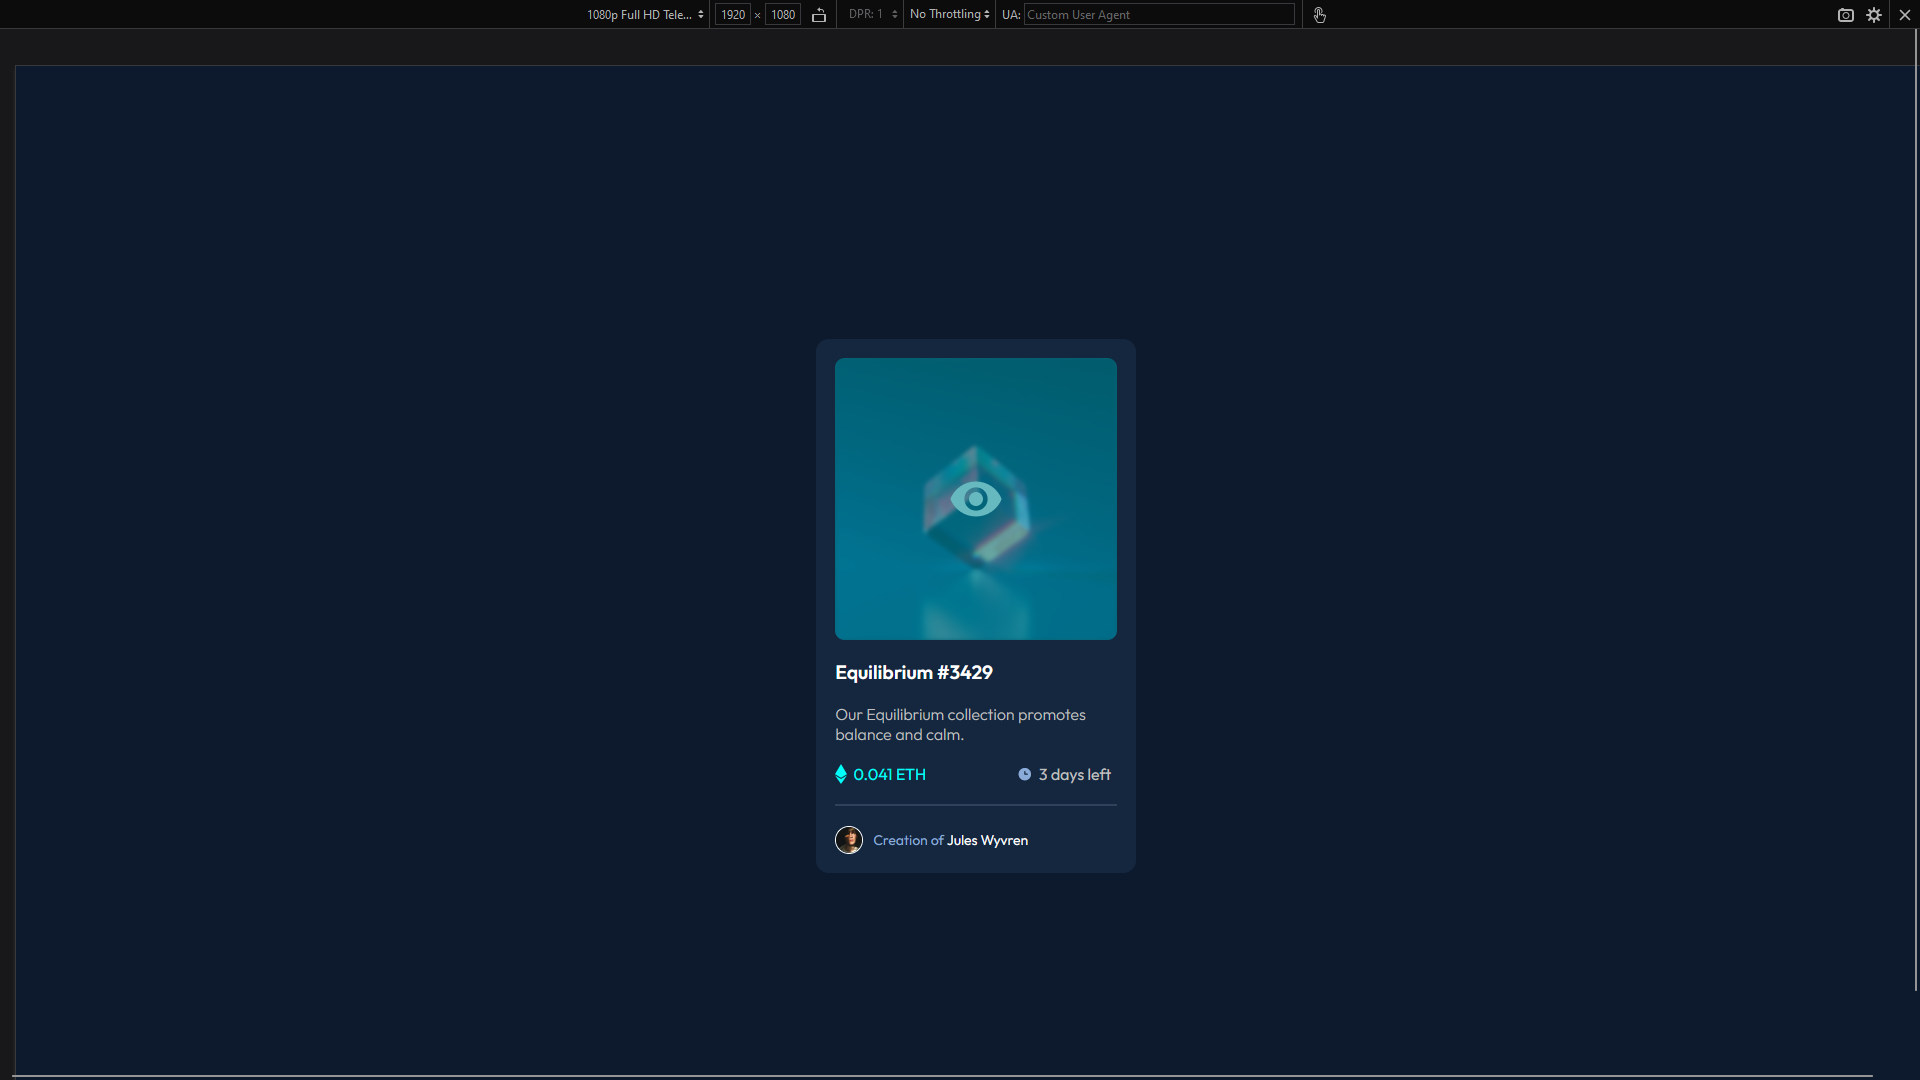 1080p Full HD Tele... 1920 × 1080 DPR: 1 No Throttling UA: Custom User Agent
Equilibrium #3429
Our Equilibrium collection promotes
balance and calm.
0.041 ETH 3 days left
Creation of Jules Wyvren